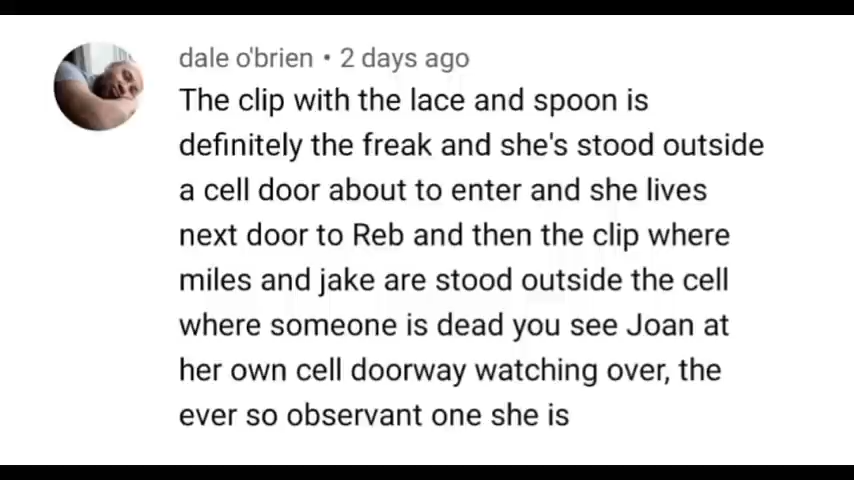 dale o'brien • 2 days ago
The clip with the lace and spoon is
definitely the freak and she's stood outside
a cell door about to enter and she lives
next door to Reb and then the clip where
miles and jake are stood outside the cell
where someone is dead you see Joan at
her own cell doorway watching over, the
ever so observant one she is